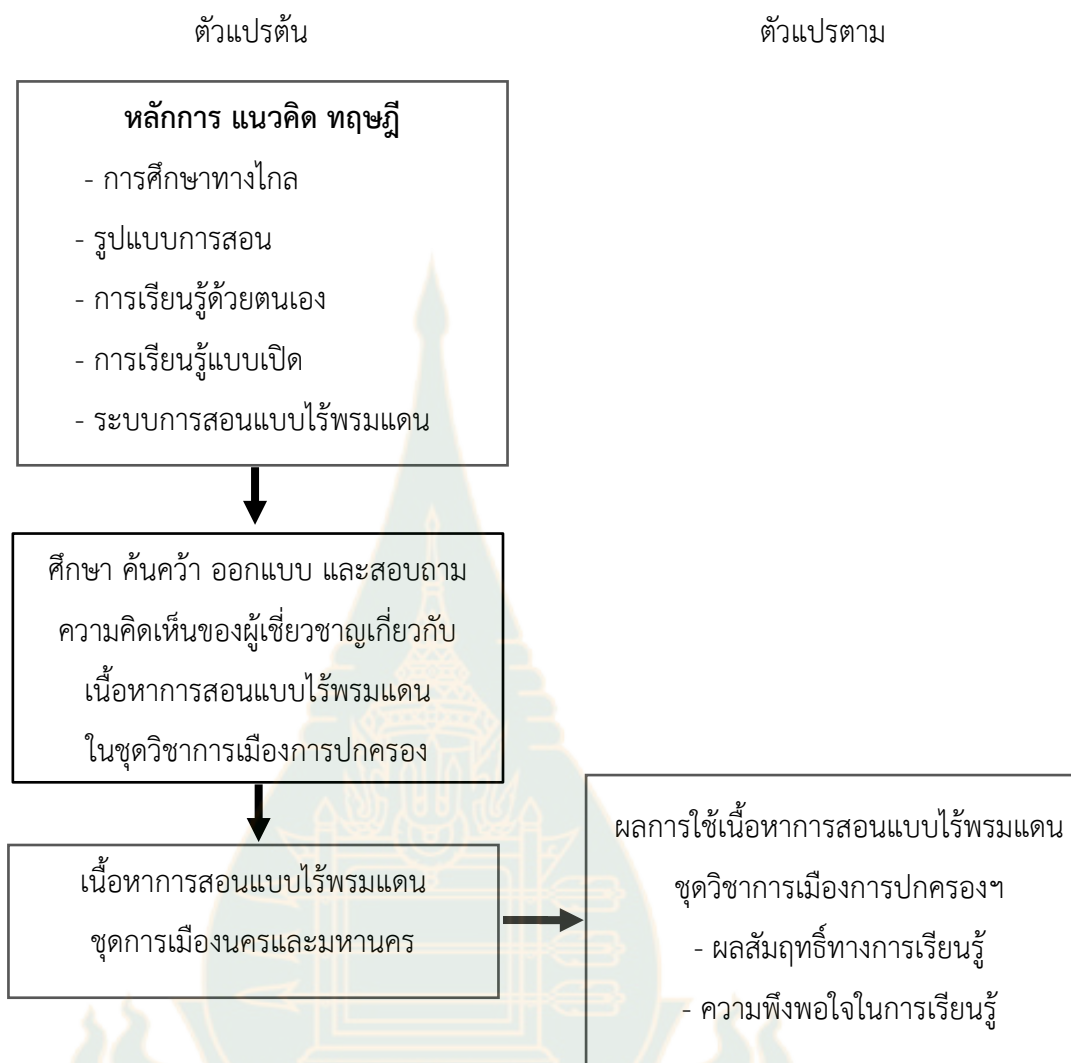 ตัวแปรต้น
ตัวแปรตาม
หลักการ แนวคิด ทฤษฎี
- การศึกษาทางไกล
- รูปแบบการสอน
- การเรียนรู้ด้วยตนเอง
- การเรียนรู้แบบเปิด
- ระบบการสอนแบบไร้พรมแดน
ศึกษา ค้นคว้า ออกแบบ และสอบถาม
ความคิดเห็นของผู้เชี่ยวชาญเกี่ยวกับ
เนื้อหาการสอนแบบไร้พรมแดน
ในชุดวิชาการเมืองการปกครอง
เนื้อหาการสอนแบบไร้พรมแดน
ชุดการเมืองนครและมหานคร
ผลการใช้เนื้อหาการสอนแบบไร้พรมแดน
ชุดวิชาการเมืองการปกครองฯ
- ผลสัมฤทธิ์ทางการเรียนรู้
- ความพึงพอใจในการเรียนรู้